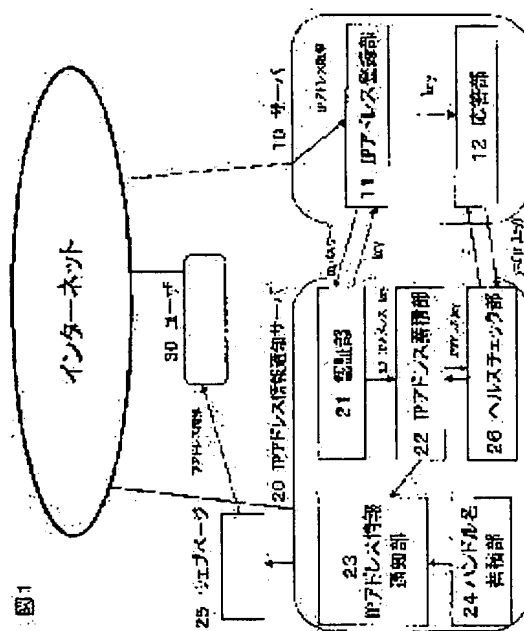 図1
インターネット
25 ウェブページ
30 ユーザ
10 サーバ
20 IPアドレス情報通知サーバ
11 IPアドレス登録部
key
12 応答部
key
21 認証部
22 IPアドレス蓄積部
26 ヘルスチェック部
23
IPアドレス情報
通知部
24 ハンドル名
蓄積部